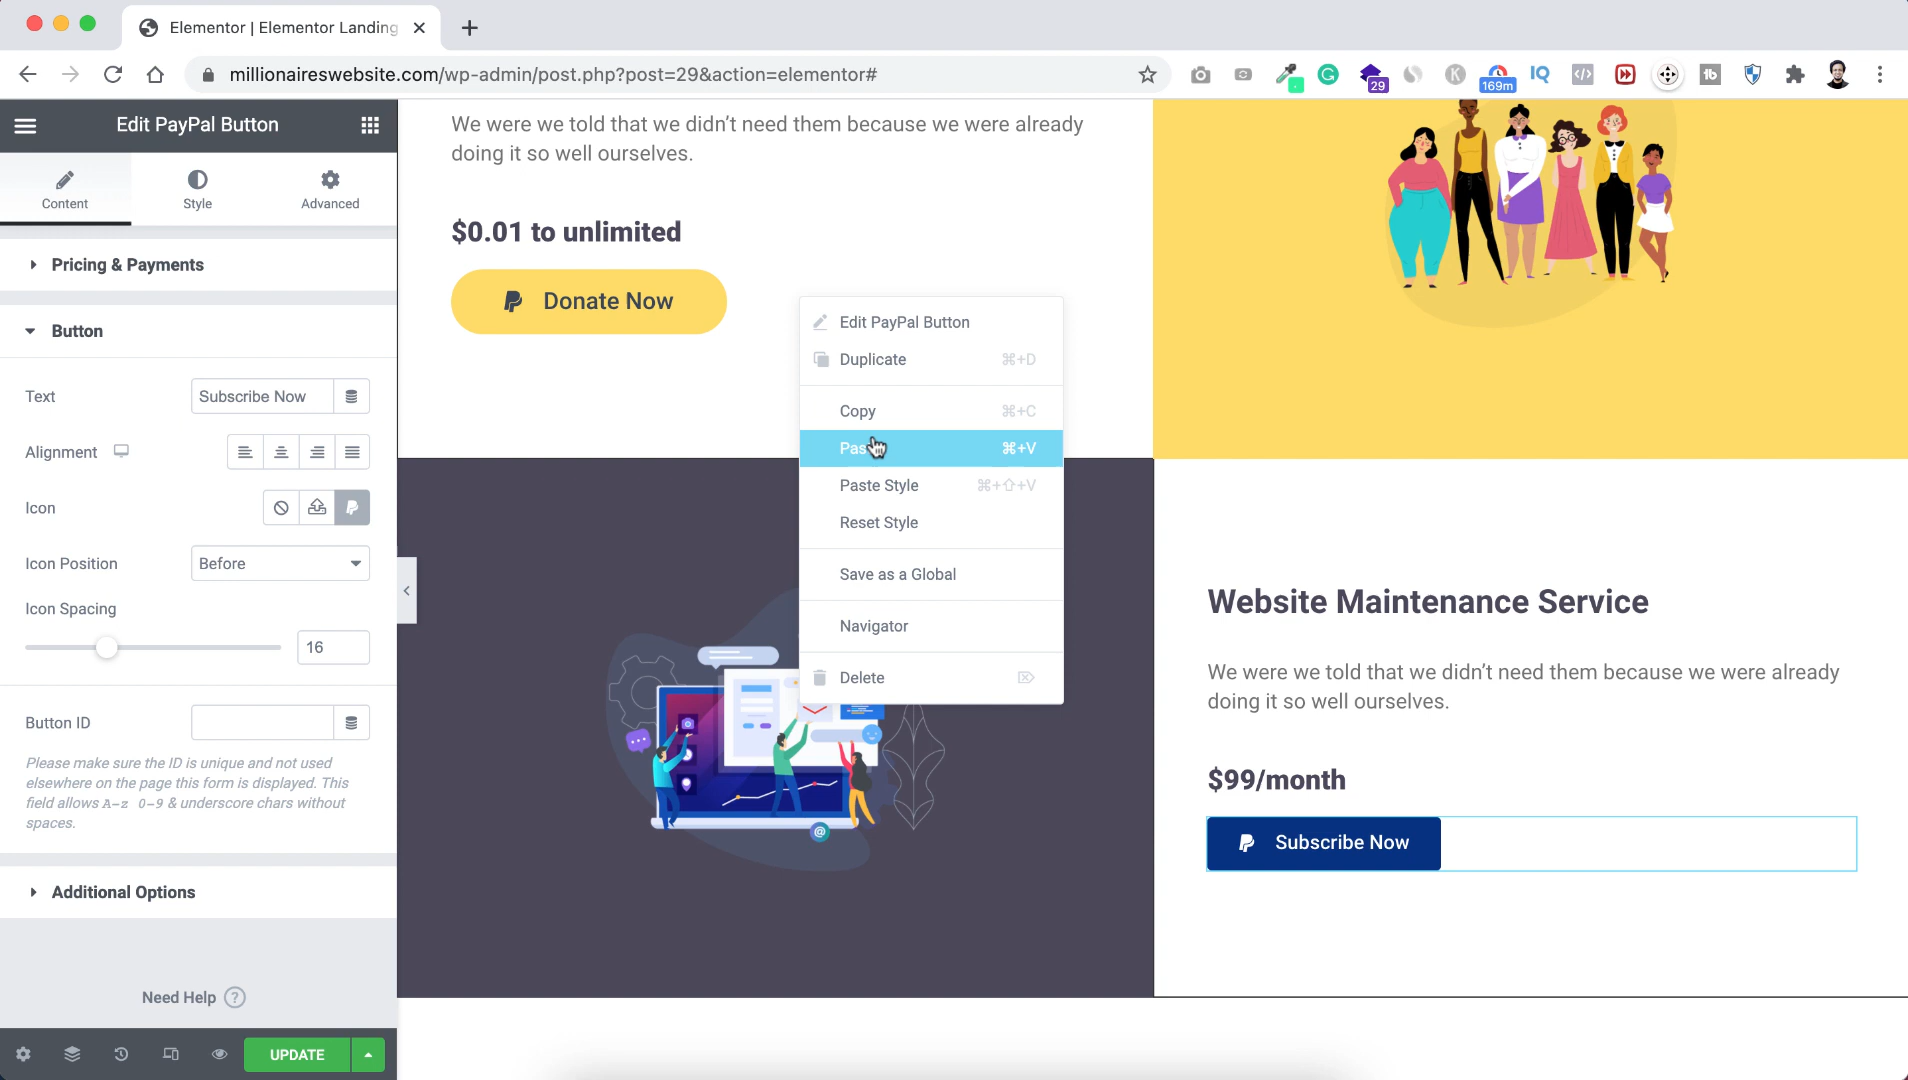 Elementor | Elementor Landing
millionaireswebsite.com/wp-admin/post.php?post=29&action=elementor#
29
169m
IQ
K
tb
Edit PayPal Button
Content
Style
Advanced
Pricing & Payments
Button
Text
Subscribe Now
Alignment
Icon
Icon Position
Before
Icon Spacing
16
Button ID
Please make sure the ID is unique and not used
elsewhere on the page this form is displayed. This
field allows A-z 0-9 & underscore chars without
spaces.
Additional Options
Need Help
UPDATE
We were we told that we didn't need them because we were already
doing it so well ourselves.
$0.01 to unlimited
Donate Now
Edit PayPal Button
Duplicate ⌘+D
Copy ⌘+C
⌘+V
Paste Style ⌘+⇧+V
Reset Style
Save as a Global
Navigator
Delete
Website Maintenance Service
We were we told that we didn't need them because we were already
doing it so well ourselves.
$99/month
Subscribe Now